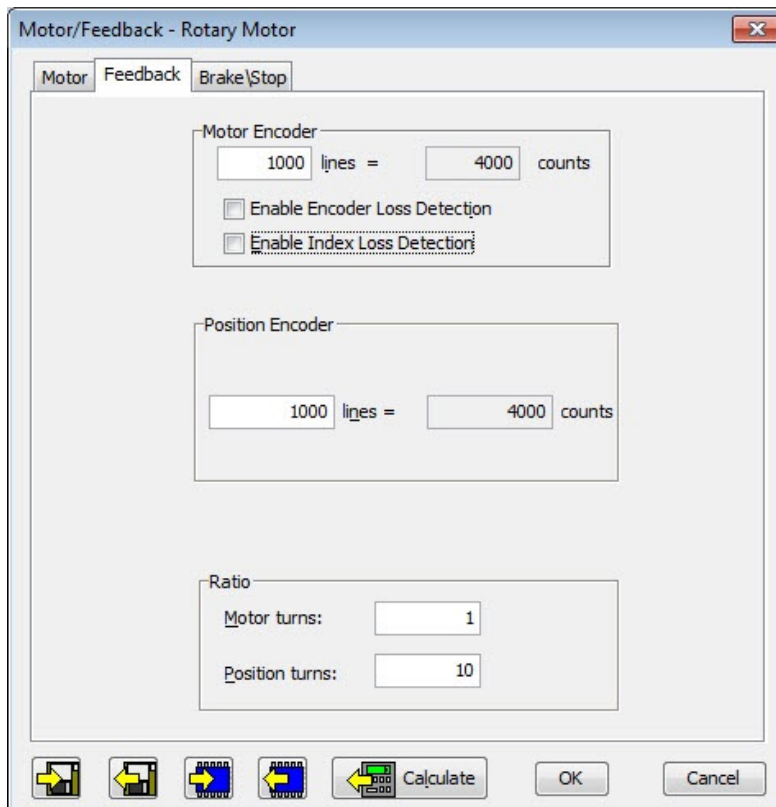 Motor/Feedback - Rotary Motor
Motor Feedback Brake\Stop
Motor Encoder
1000 lines = 4000 counts
Enable Encoder Loss Detection
Enable Index Loss Detection
Position Encoder
1000 lines = 4000 counts
Ratio
Motor turns: 1
Position turns: 10
Calculate OK Cancel